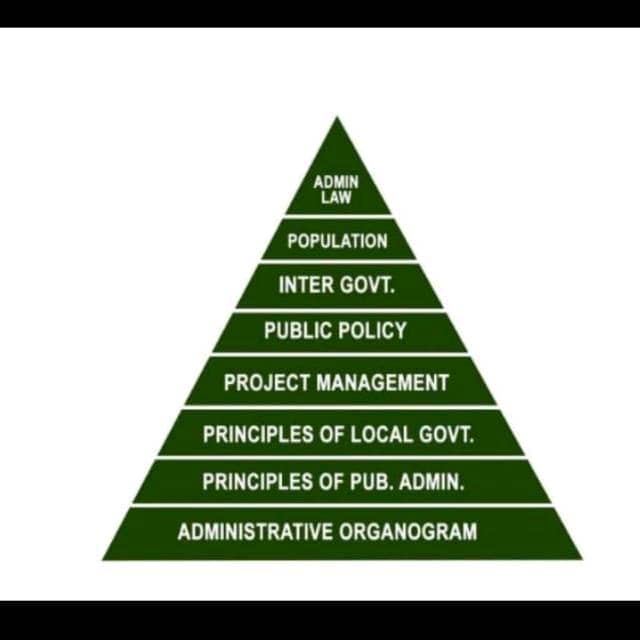 ADMIN
LAW
POPULATION
INTER GOVT.
PUBLIC POLICY
PROJECT MANAGEMENT
PRINCIPLES OF LOCAL GOVT.
PRINCIPLES OF PUB. ADMIN.
ADMINISTRATIVE ORGANOGRAM